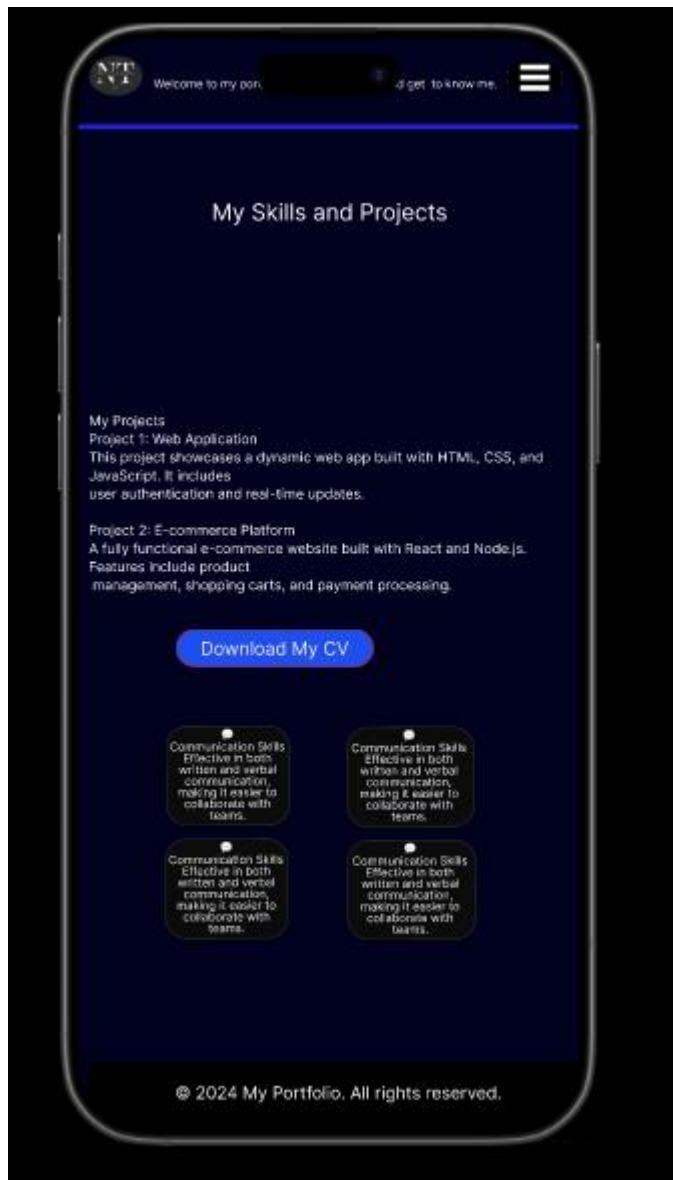 NT
Welcome to my por
d get to know me.
My Skills and Projects
My Projects
Project 1: Web Application
This project showcases a dynamic web app built with HTML, CSS, and
JavaScript. It includes
user authentication and real-time updates.
Project 2: E-commerce Platform
A fully functional e-commerce website built with React and Node.js.
Features include product
management, shopping carts, and payment processing.
Download My CV
Communication Skills
Effective in both
written and verbal
communication,
making it easier to
collaborate with
teams.
Communication Skills
Effective in both
written and verbal
communication,
making it easier to
collaborate with
teams.
Communication Skills
Effective in both
written and verbal
communication,
making it easier to
collaborate with
teams.
Communication Skills
Effective in both
written and verbal
communication,
making it easier to
collaborate with
teams.
© 2024 My Portfolio. All rights reserved.